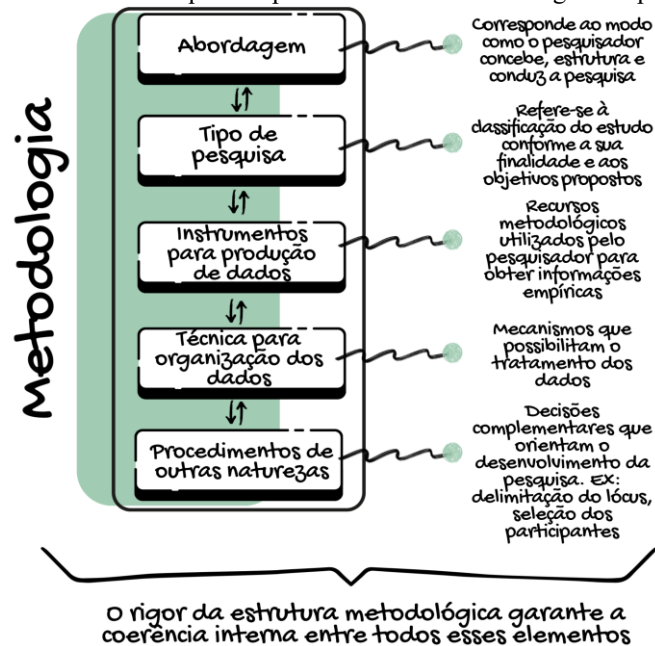 Metodologia
Abordagem
Corresponde ao modo
como o pesquisador
concebe, estrutura e
conduz a pesquisa
Tipo de
pesquisa
Refere-se à
classificação do estudo
conforme a sua
finalidade e aos
objetivos propostos
Instrumentos
para produção
de dados
Recursos
metodológicos
utilizados pelo
pesquisador para
obter informações
empíricas
Técnica para
organização dos
dados
Mecanismos que
possibilitam o
tratamento dos
dados
Procedimentos de
outras naturezas
Decisões
complementares que
orientam o
desenvolvimento da
pesquisa. EX:
delimitação do lócus,
seleção dos
participantes
O rigor da estrutura metodológica garante a
coerência interna entre todos esses elementos